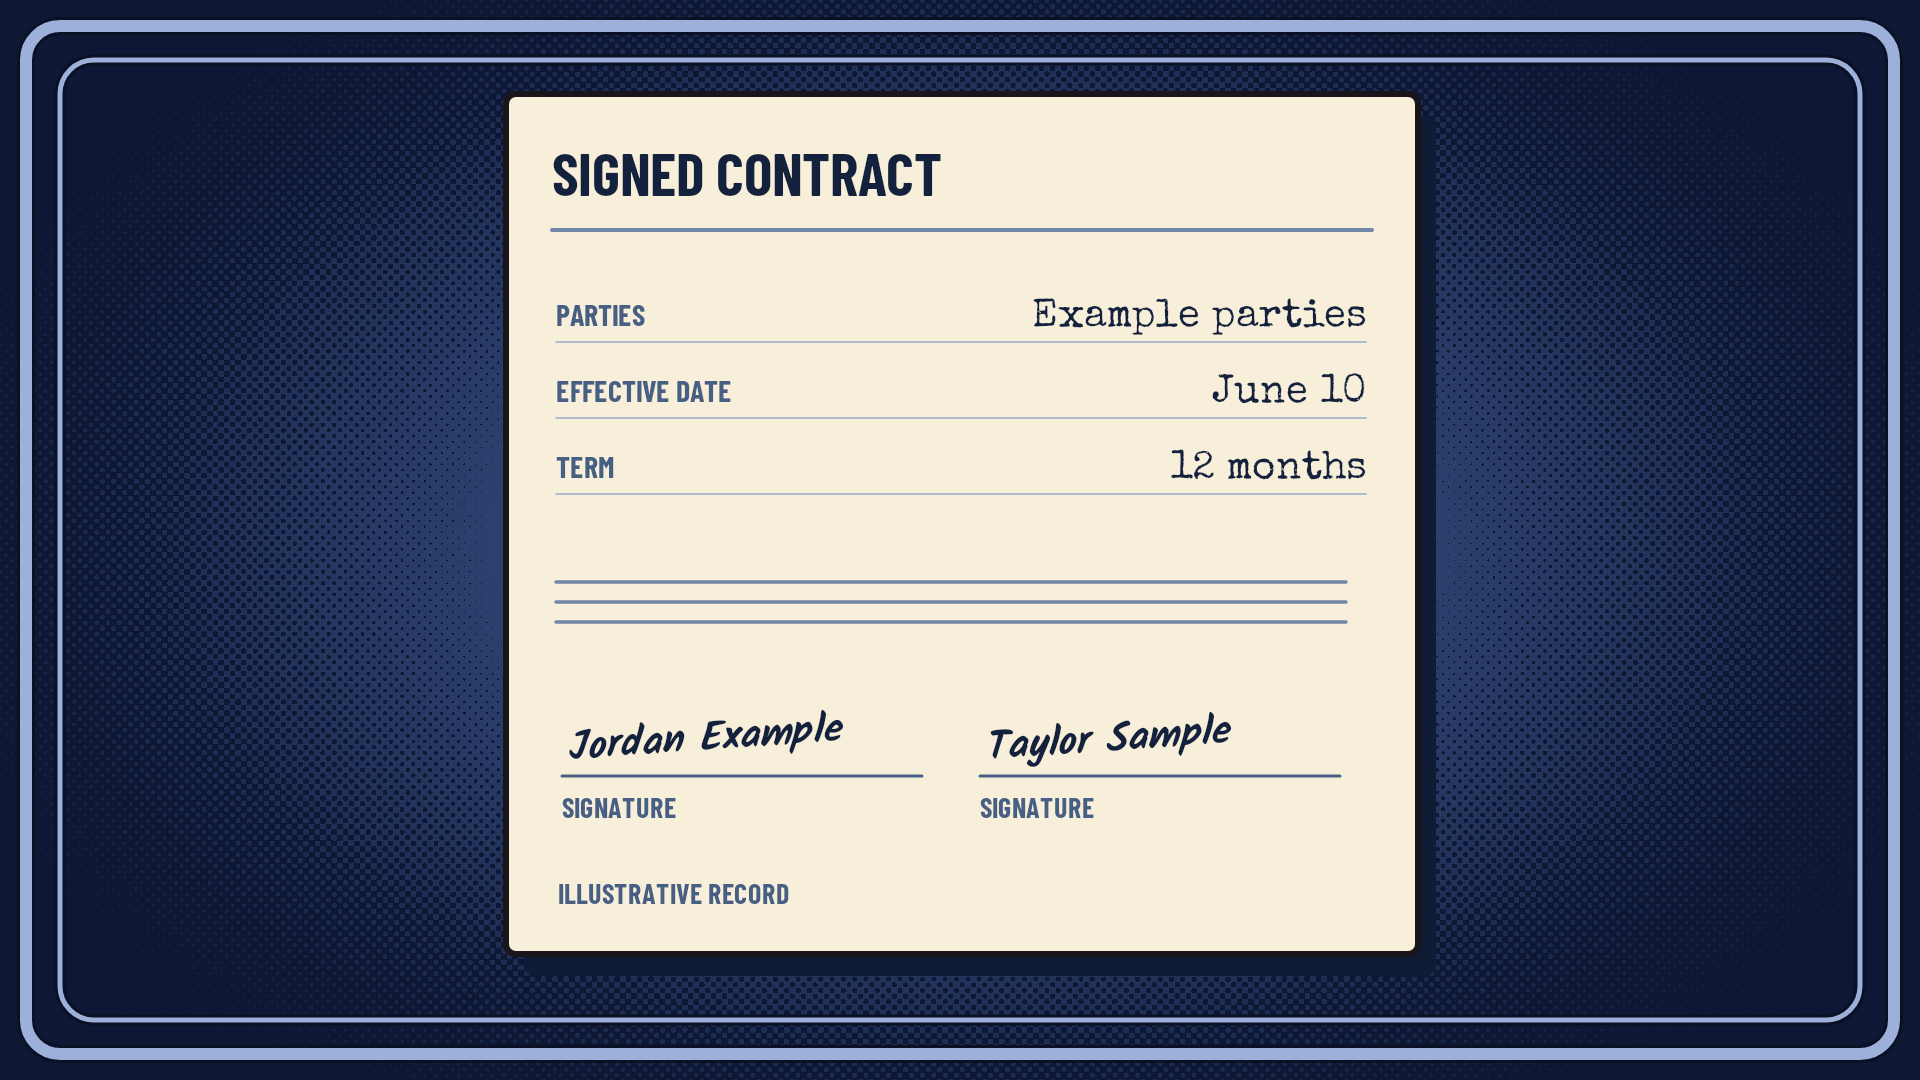 SIGNED CONTRACT
PARTIES Example parties
EFFECTIVE DATE June 10
TERM 12 months
Jordan Example Taylor Sample
SIGNATURE SIGNATURE
ILLUSTRATIVE RECORD